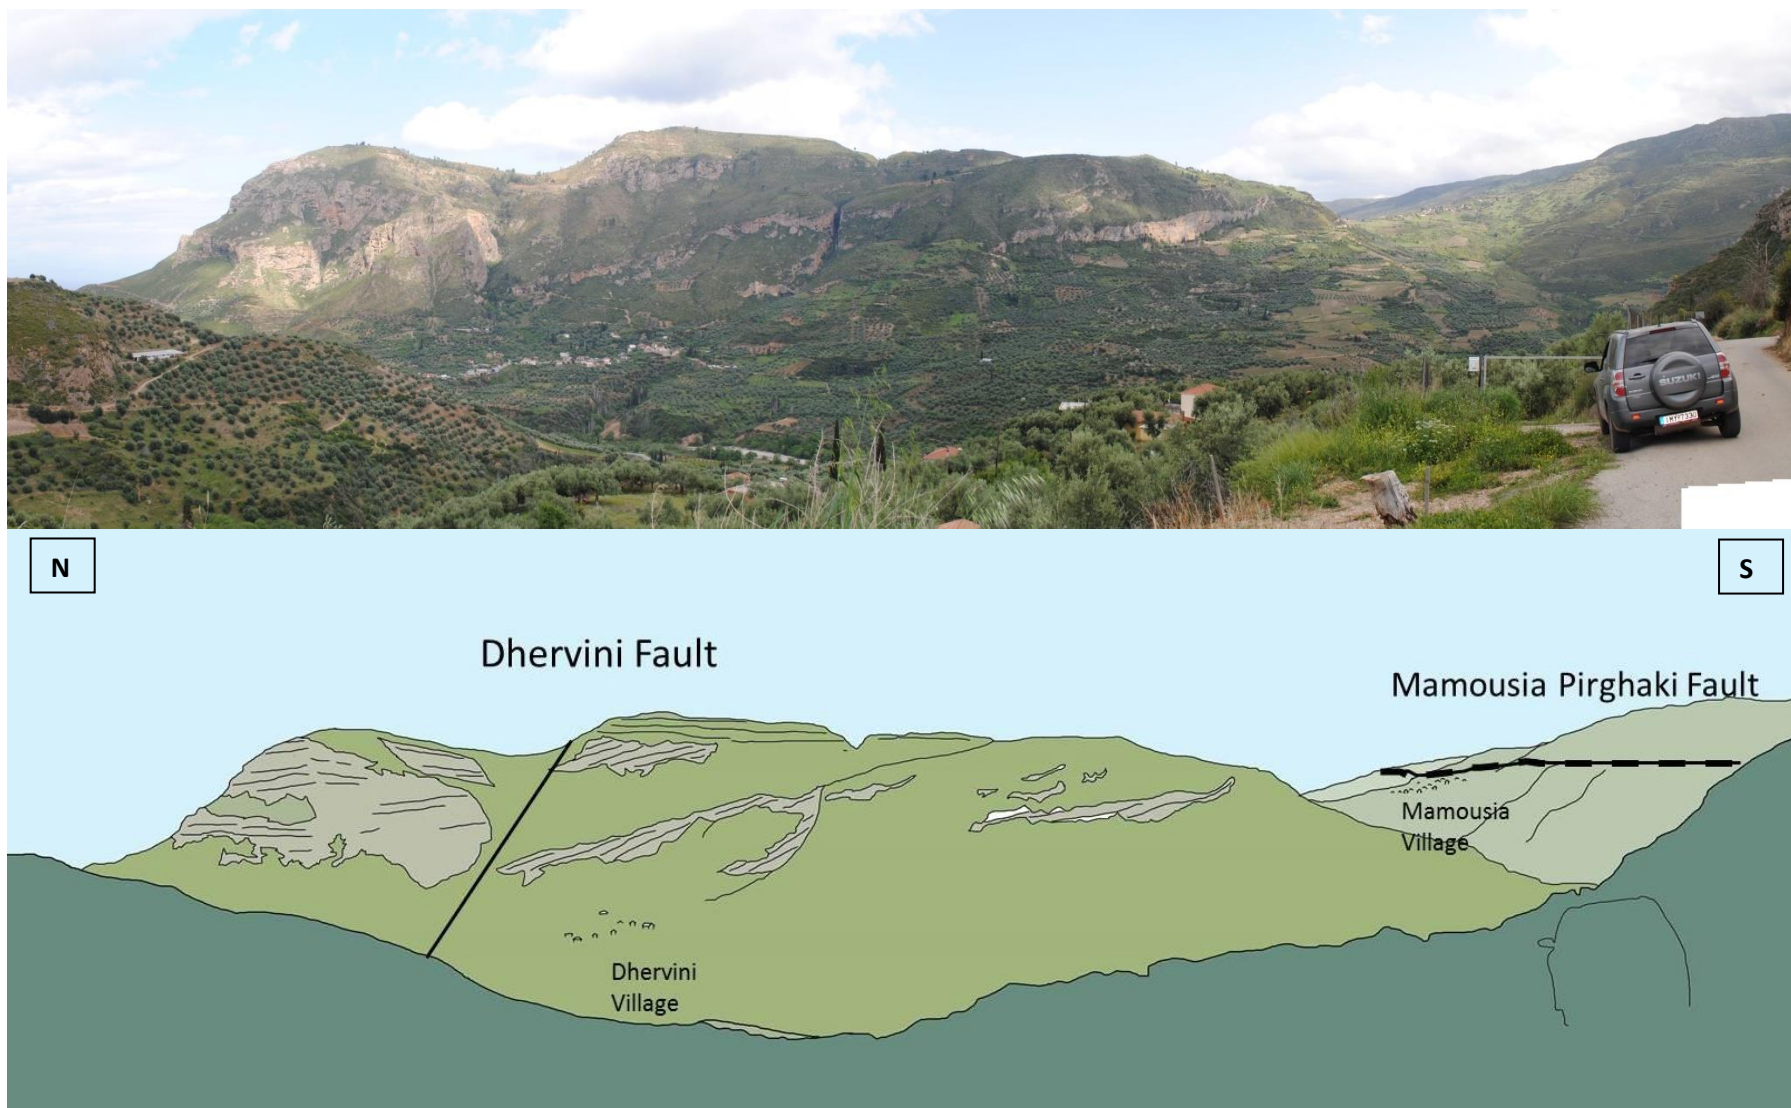 SUZUKI
N
S
Dhervini Fault
Mamousia Pirghaki Fault
Mamousia
Village
Dhervini
Village